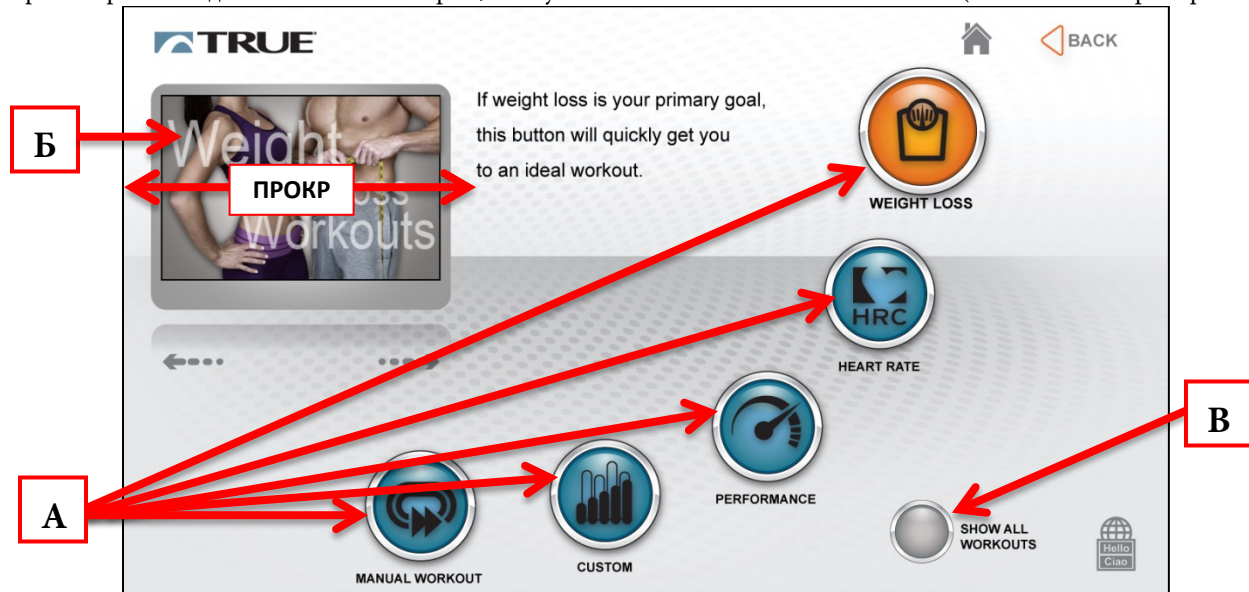 TRUE
BACK
Б
Weight
ПРОКР
Loss
Workouts
If weight loss is your primary goal,
this button will quickly get you
to an ideal workout.
WEIGHT LOSS
HRC
HEART RATE
В
А
PERFORMANCE
MANUAL WORKOUT
CUSTOM
SHOW ALL
WORKOUTS
Hello
Ciao